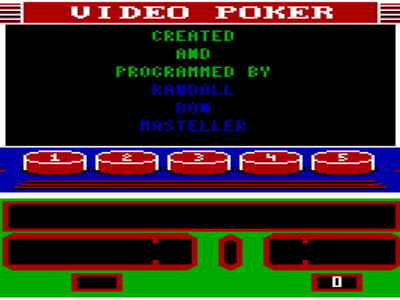 VIDEO POKER
CREATED
AND
PROGRAMMED BY
RANDALL
DON
MASTELLER
1 2 3 4 5
0